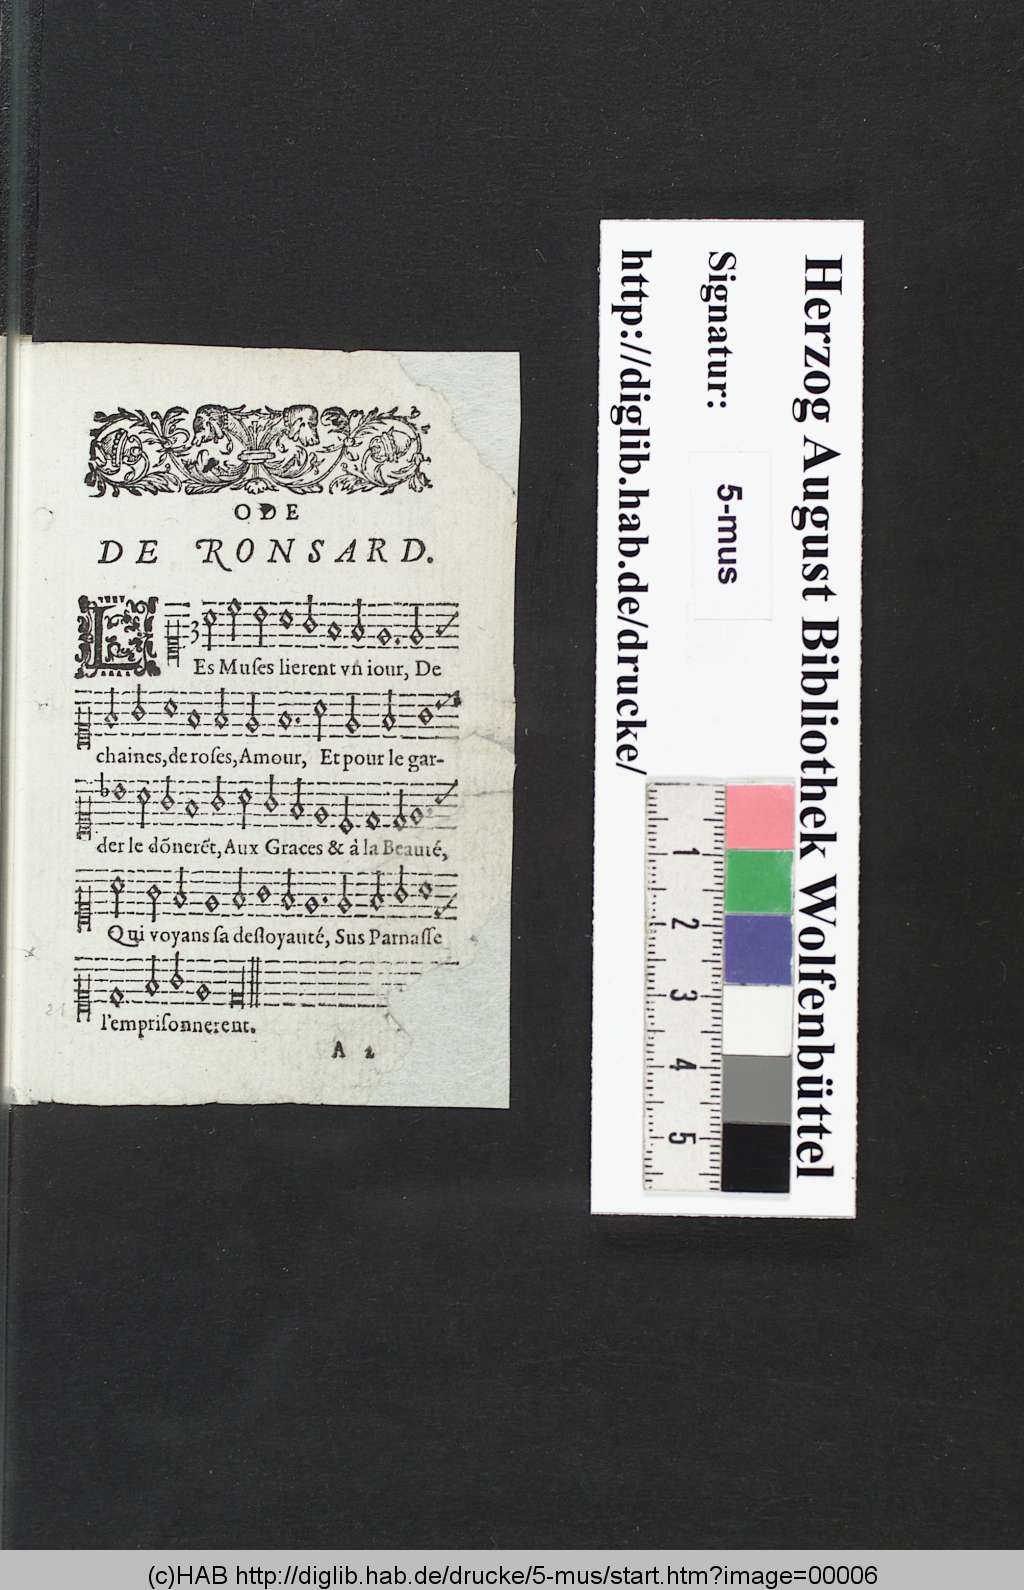 ODE
DE RONSARD.
LEs Muſes lierent vn iour, De
chaines, de roſes, Amour, Et pour le gar-
der le dõnerẽt, Aux Graces & à la Beauté,
Qui voyans ſa desloyauté, Sus Parnaſſe
l'empriſonnerent.
A 2
21
Herzog August Bibliothek Wolfenbüttel
Signatur:
5-mus
http://diglib.hab.de/drucke/
1
2
3
4
5
(c)HAB http://diglib.hab.de/drucke/5-mus/start.htm?image=00006